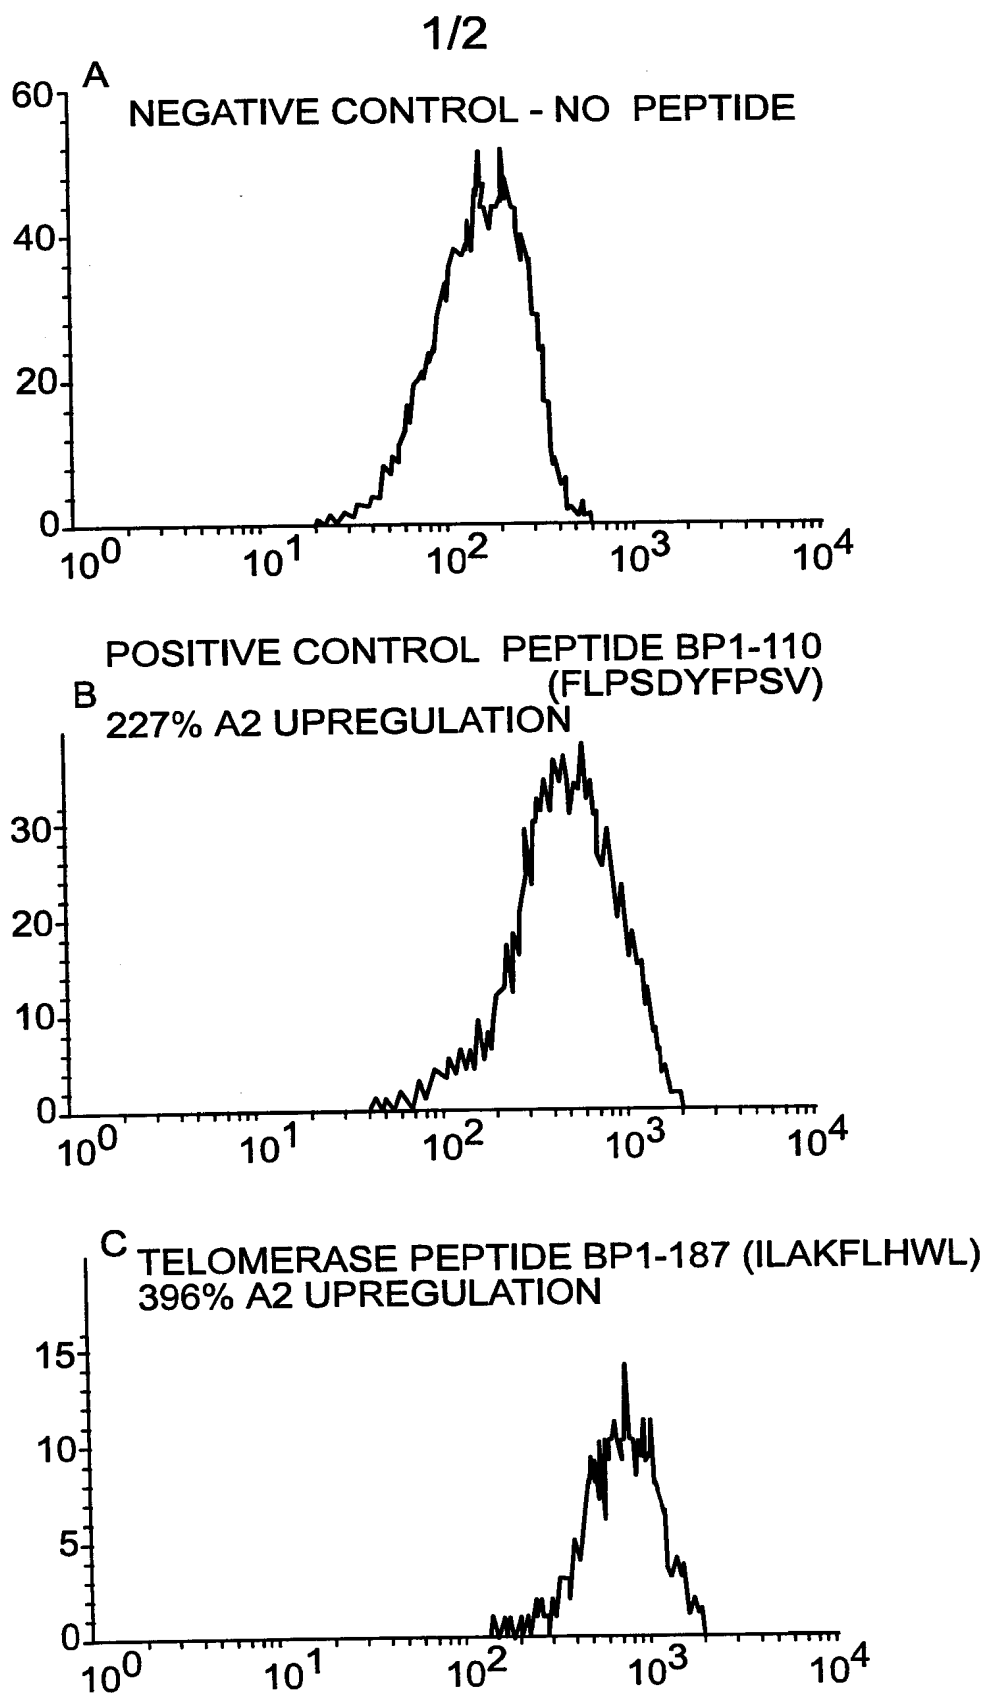 1/2
A
NEGATIVE CONTROL - NO PEPTIDE
60
40
20
0
10^0 10^1 10^2 10^3 10^4
POSITIVE CONTROL PEPTIDE BP1-110
(FLPSDYFPSV)
B
227% A2 UPREGULATION
30
20
10
0
10^0 10^1 10^2 10^3 10^4
C
TELOMERASE PEPTIDE BP1-187 (ILAKFLHWL)
396% A2 UPREGULATION
15
10
5
0
10^0 10^1 10^2 10^3 10^4